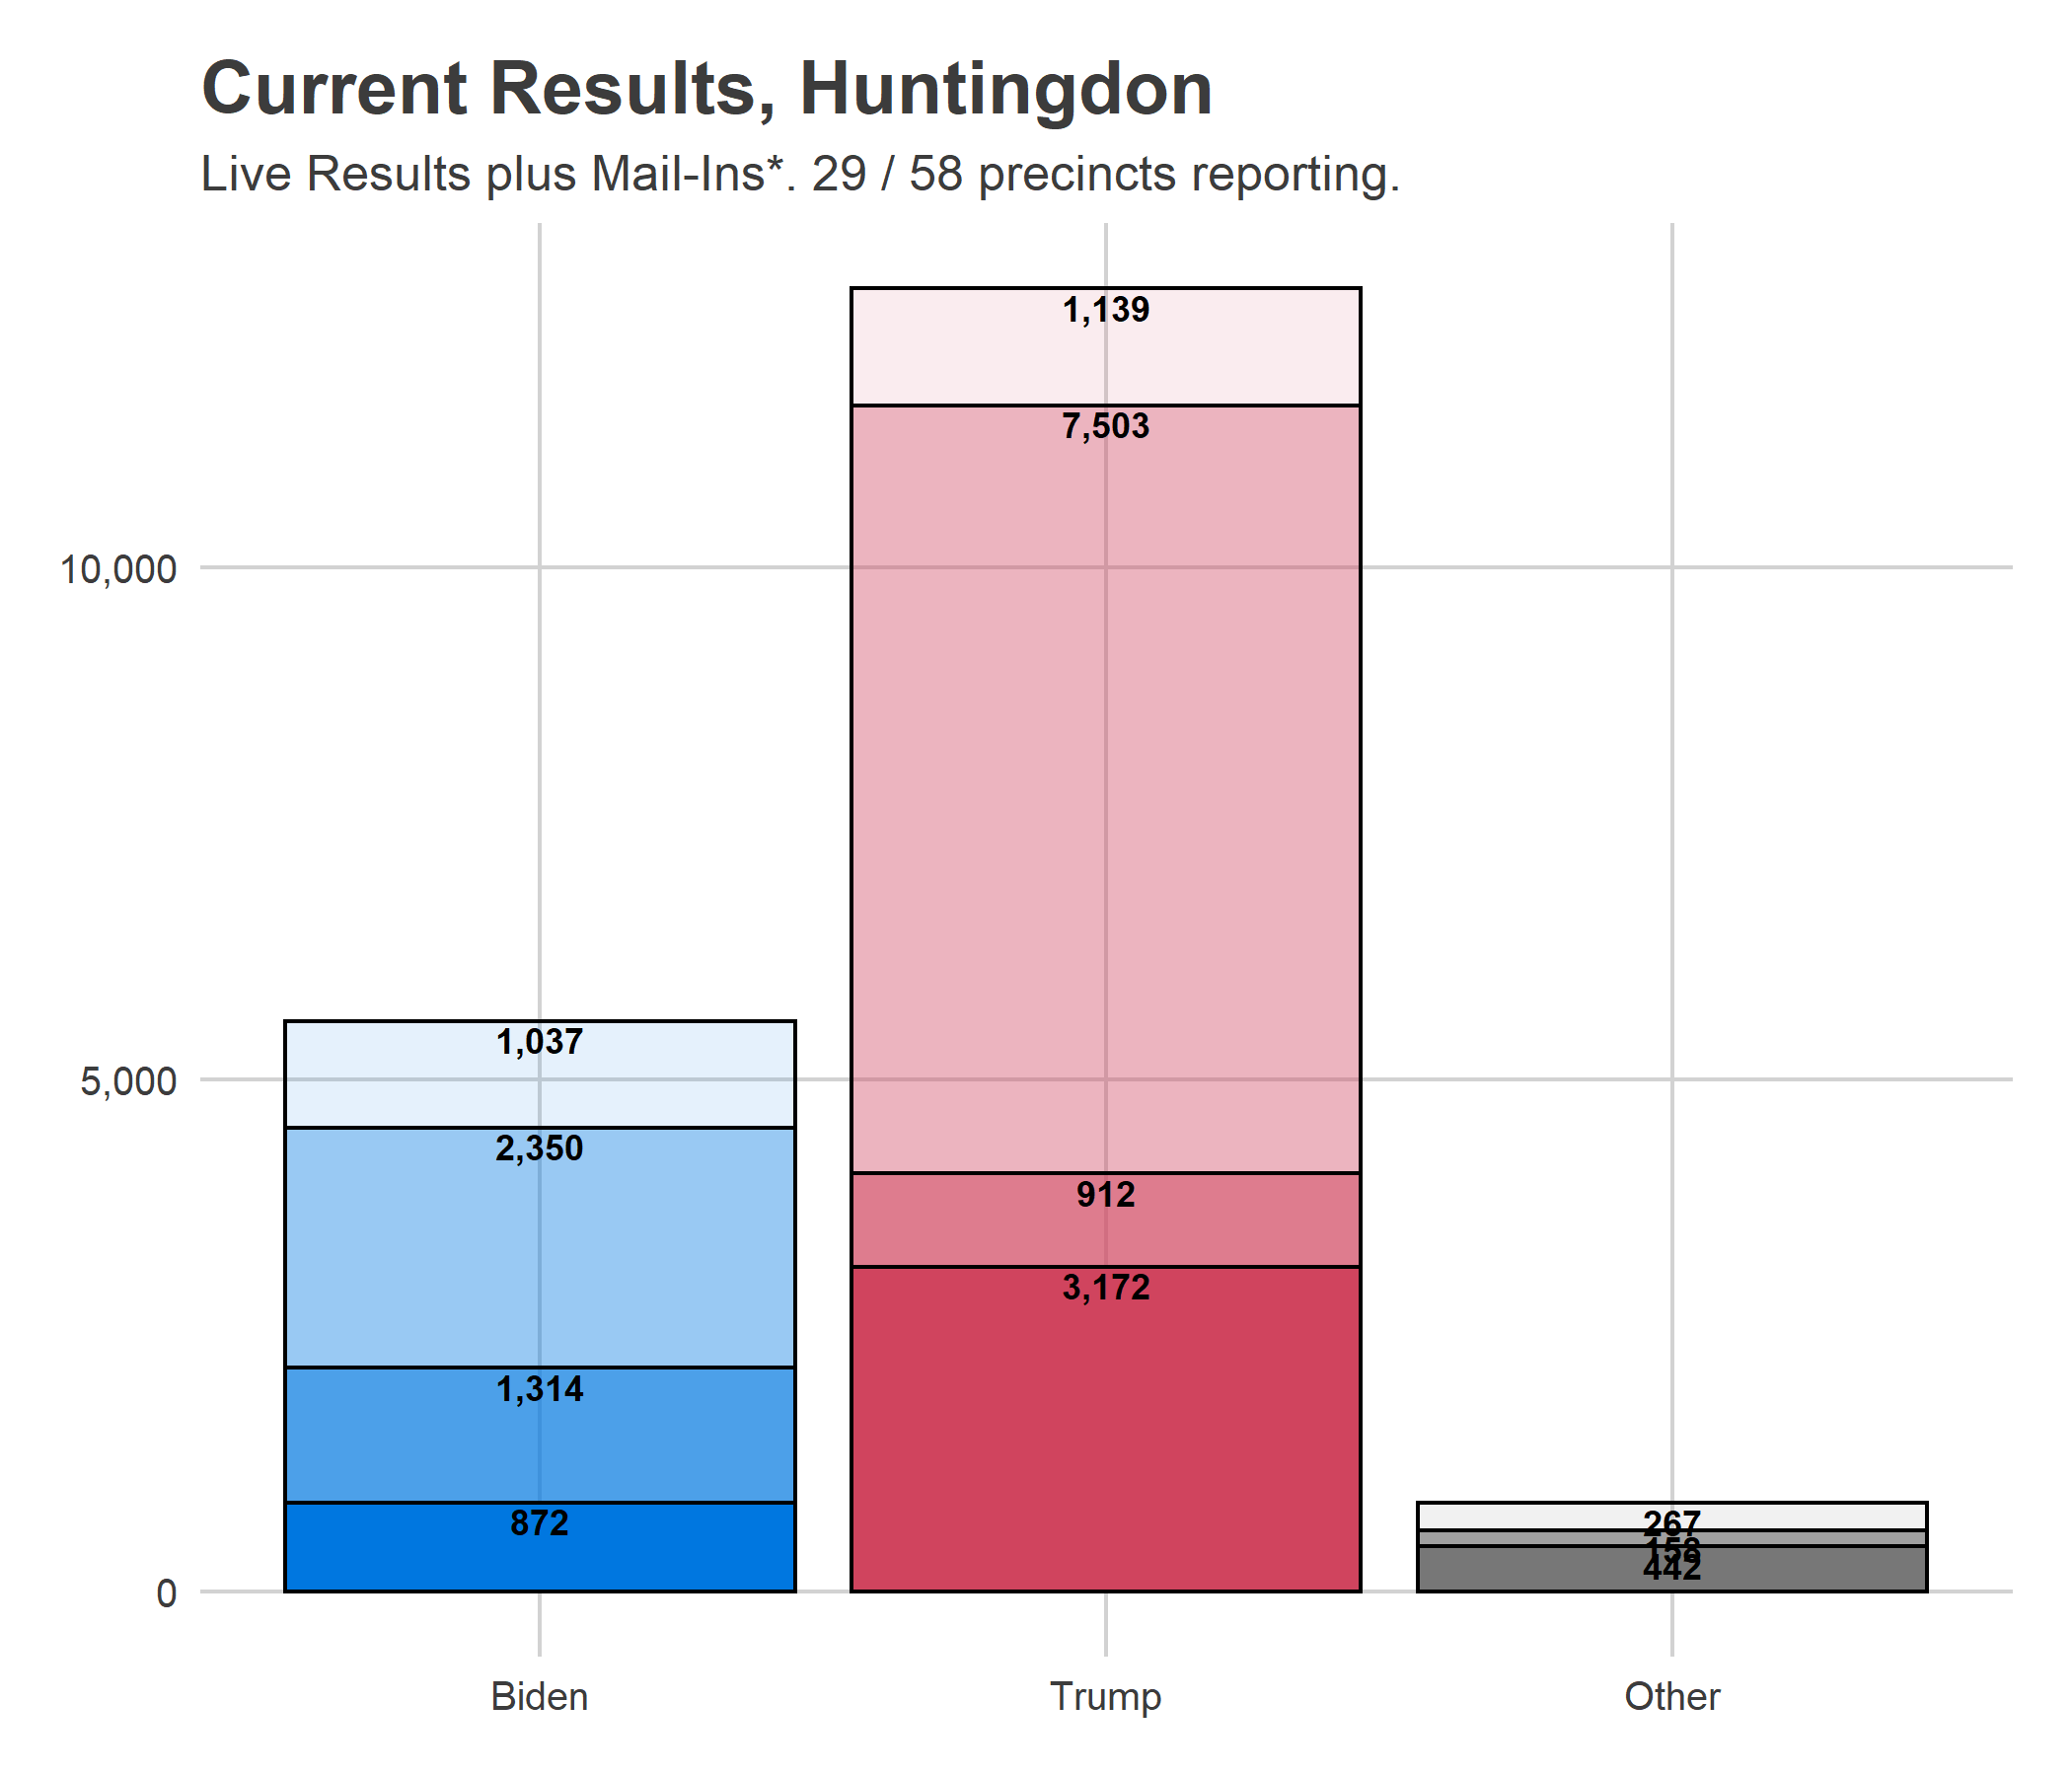 Current Results, Huntingdon
Live Results plus Mail-Ins*. 29 / 58 precincts reporting.
1,139
7,503
10,000
1,037
5,000
2,350
912
3,172
1,314
872
267
442
0
Biden
Trump
Other